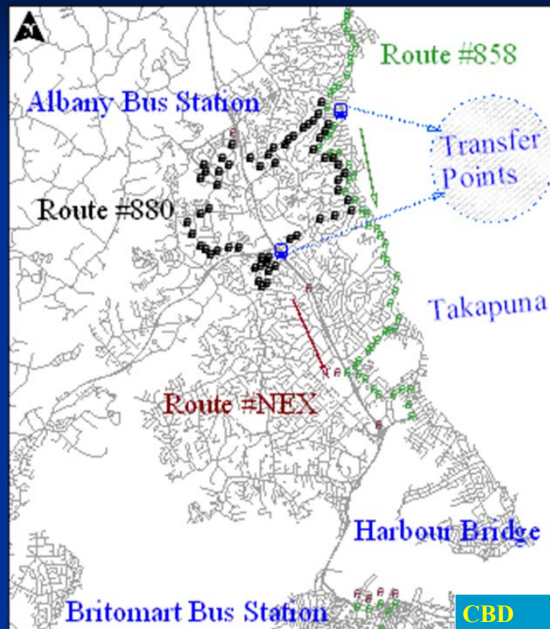 Route #858
Albany Bus Station
Transfer
Points
Route #880
Takapuna
Route #NEX
Harbour Bridge
Britomart Bus Station
CBD